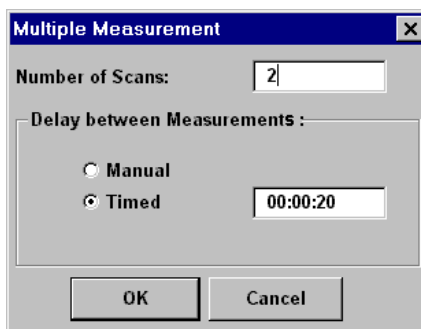 Multiple Measurement
Number of Scans: 2
Delay between Measurements :
Manual
Timed 00:00:20
OK Cancel